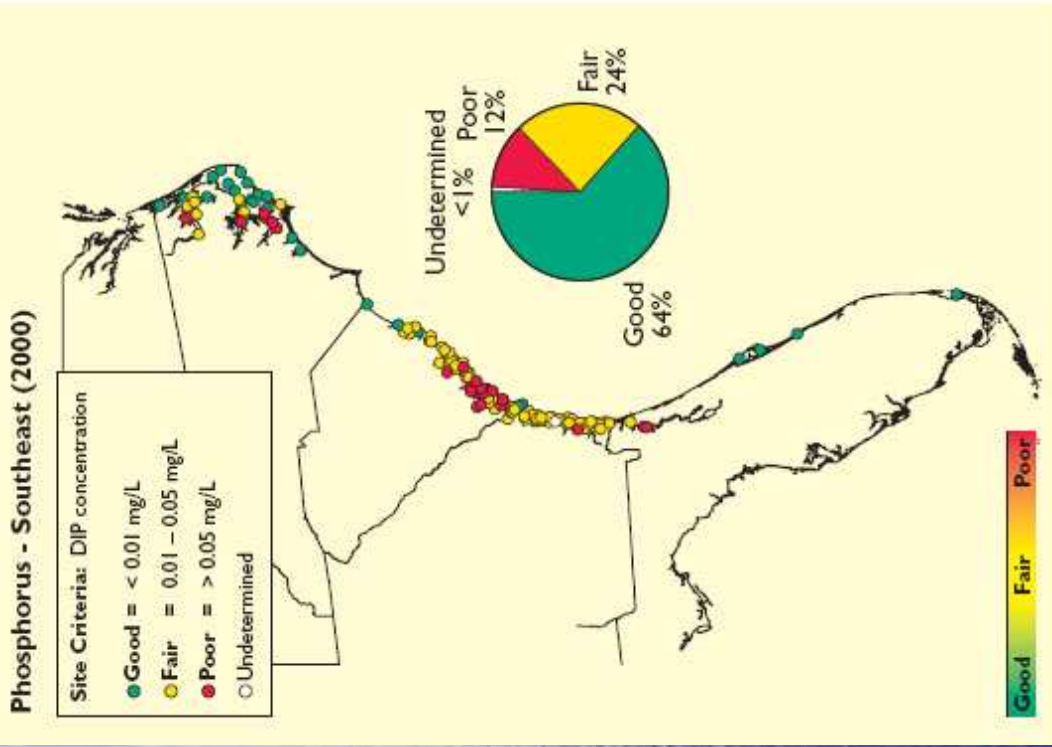 Phosphorus - Southeast (2000)
Site Criteria: DIP concentration
Good = < 0.01 mg/L
Fair = 0.01 – 0.05 mg/L
Poor = > 0.05 mg/L
Undetermined
Undetermined
<1%
Poor
12%
Fair
24%
Good
64%
Good Fair Poor